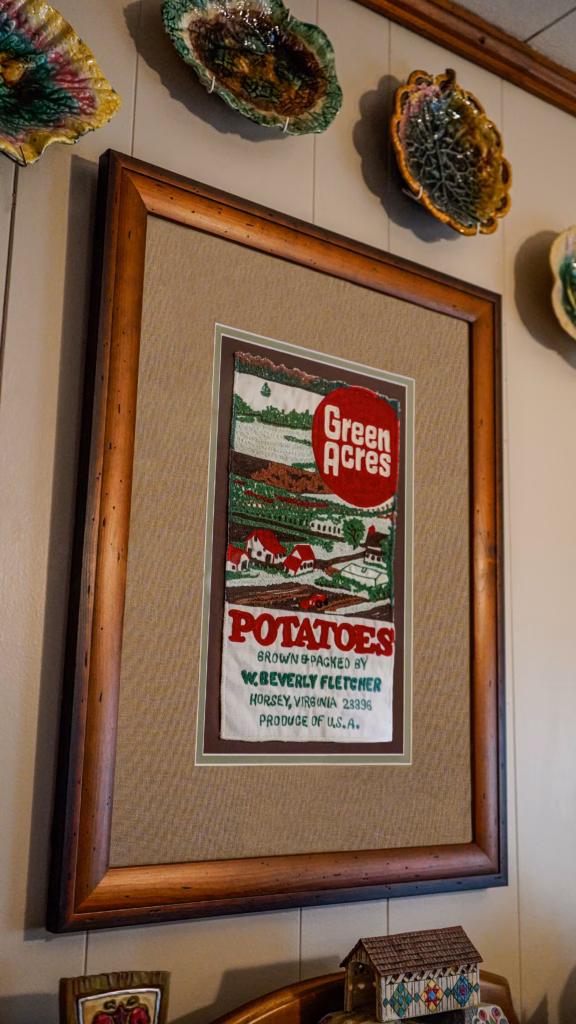 Green
Acres
POTATOES
GROWN & PACKED BY
W. BEVERLY FLETCHER
HORSEY, VIRGINIA 23396
PRODUCE OF U.S.A.